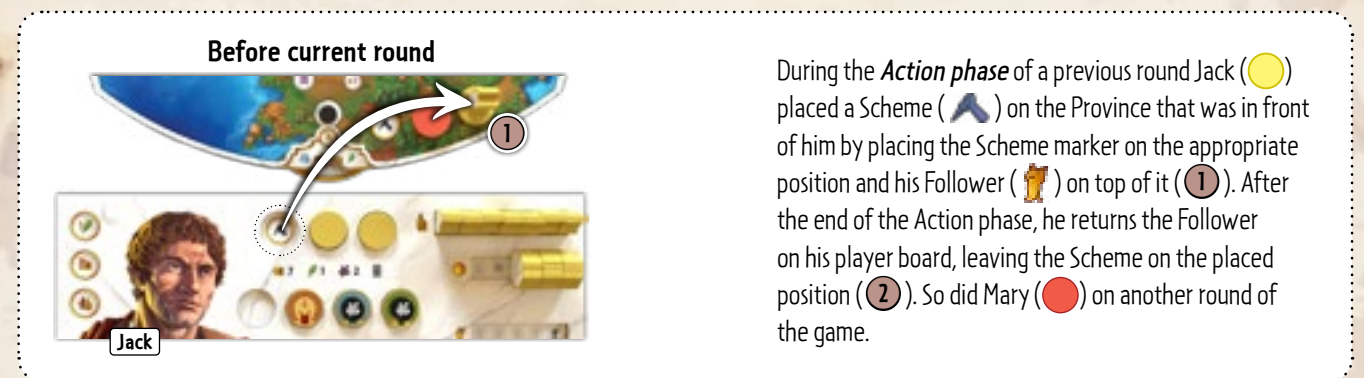 Before current round
1
Jack
During the Action phase of a previous round Jack ( )
placed a Scheme ( ) on the Province that was in front
of him by placing the Scheme marker on the appropriate
position and his Follower ( ) on top of it (1). After
the end of the Action phase, he returns the Follower
on his player board, leaving the Scheme on the placed
position (2). So did Mary ( ) on another round of
the game.